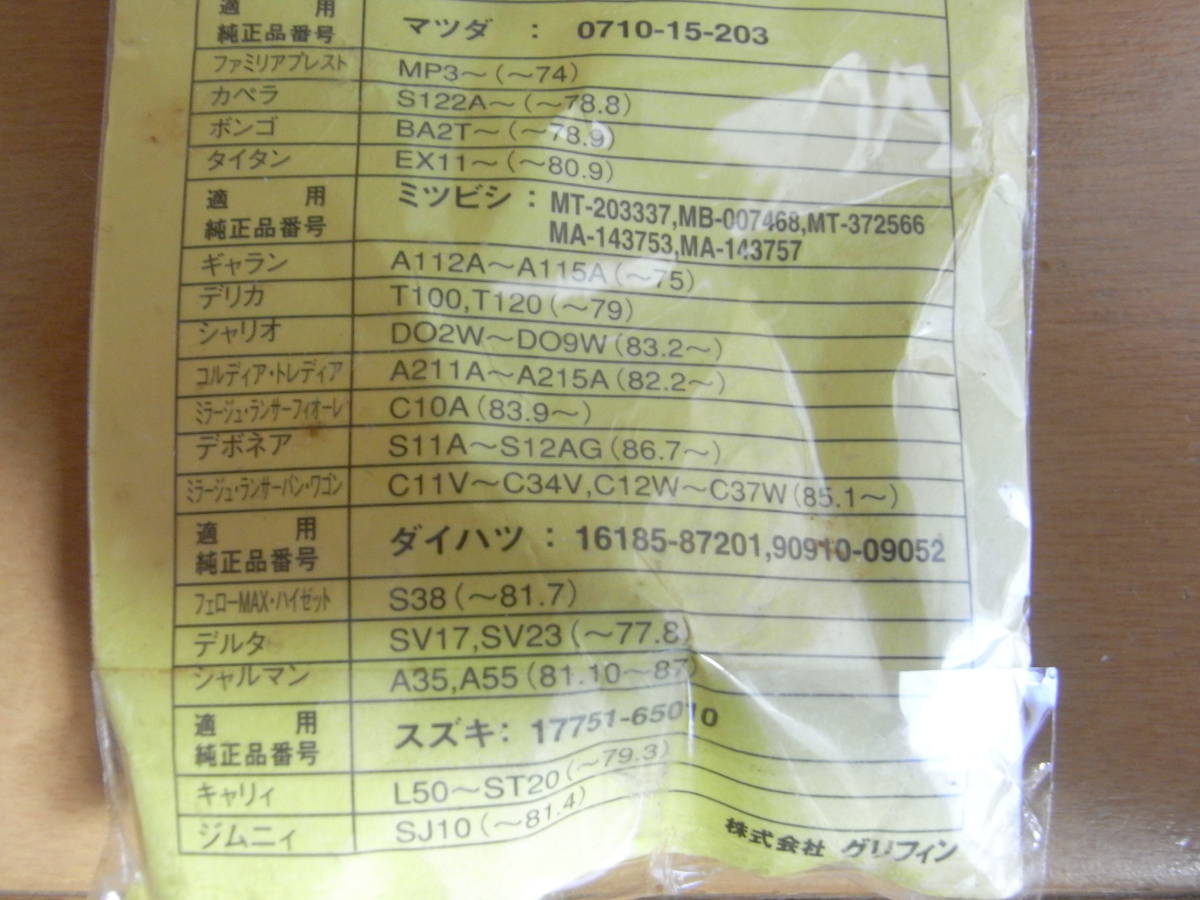 適用
純正品番号 マツダ : 0710-15-203
ファミリアプレスト MP3～(～74)
カペラ S122A～(～78.8)
ボンゴ BA2T～(～78.9)
タイタン EX11～(～80.9)
適用 ミツビシ : MT-203337,MB-007468,MT-372566
純正品番号 MA-143753,MA-143757
ギャラン A112A～A115A(～75)
デリカ T100,T120(～79)
シャリオ DO2W～DO9W(83.2～)
コルディア・トレディア A211A～A215A(82.2～)
ミラージュ・ランサーフィオーレ C10A(83.9～)
デボネア S11A～S12AG(86.7～)
ミラージュ・ランサーバン・ワゴン C11V～C34V,C12W～C37W(85.1～)
適用
純正品番号 ダイハツ : 16185-87201,90910-09052
フェローMAX・ハイゼット S38(～81.7)
デルタ SV17,SV23(～77.8)
シャルマン A35,A55(81.10～87)
適用
純正品番号 スズキ: 17751-65010
キャリィ L50～ST20(～79.3)
ジムニィ SJ10(～81.4)
株式会社 グリフィン